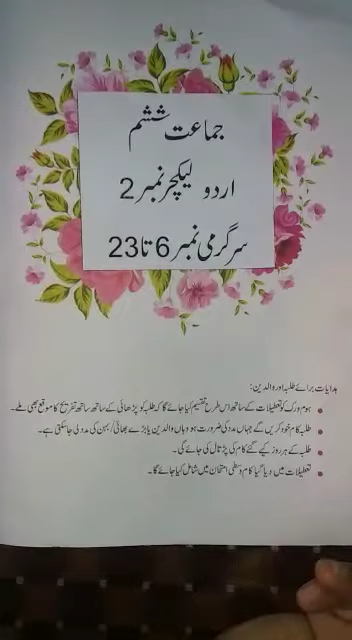 جماعت ششم
اردو لیکچر نمبر 2
سرگرمی نمبر 6 تا 23
ہدایات برائے طلبہ اور والدین:
ہوم ورک کو تعطیلات کے ساتھ اس طرح تقسیم کیا جائے گا کہ طلبہ کو پڑھائی کے ساتھ ساتھ تفریح کا موقع بھی ملے۔
طلبہ کام خود کریں گے جہاں مدد کی ضرورت ہو وہاں والدین یا بڑے بھائی/بہن کی مدد لی جا سکتی ہے۔
طلبہ کے ہر روز کیے گئے کام کی پڑتال کی جائے گی۔
تعطیلات میں دیا گیا کام وسطی امتحان میں شامل کیا جائے گا۔